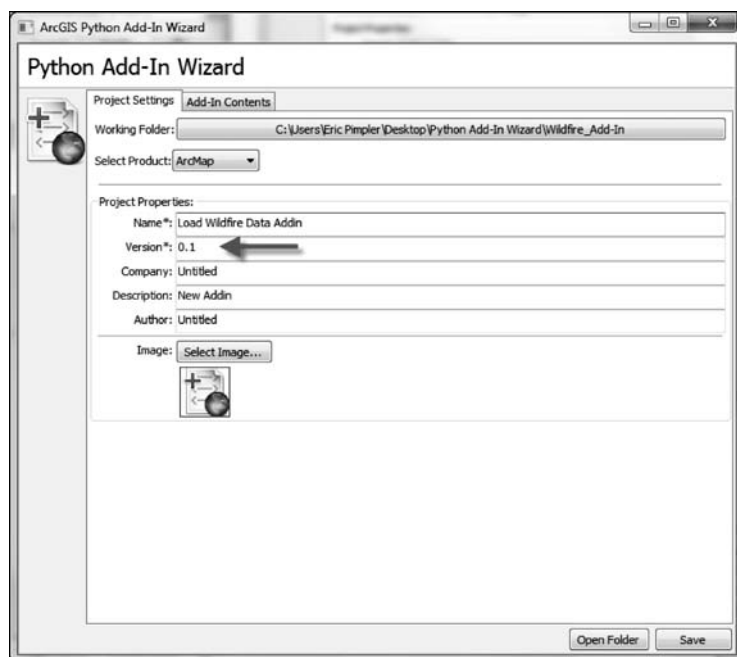 ArcGIS Python Add-In Wizard
Python Add-In Wizard
Project Settings Add-In Contents
Working Folder: C:\Users\Eric Pimpler\Desktop\Python Add-In Wizard\Wildfire_Add-In
Select Product: ArcMap
Project Properties:
Name*: Load Wildfire Data Addin
Version*: 0.1
Company: Untitled
Description: New Addin
Author: Untitled
Image: Select Image...
Open Folder Save